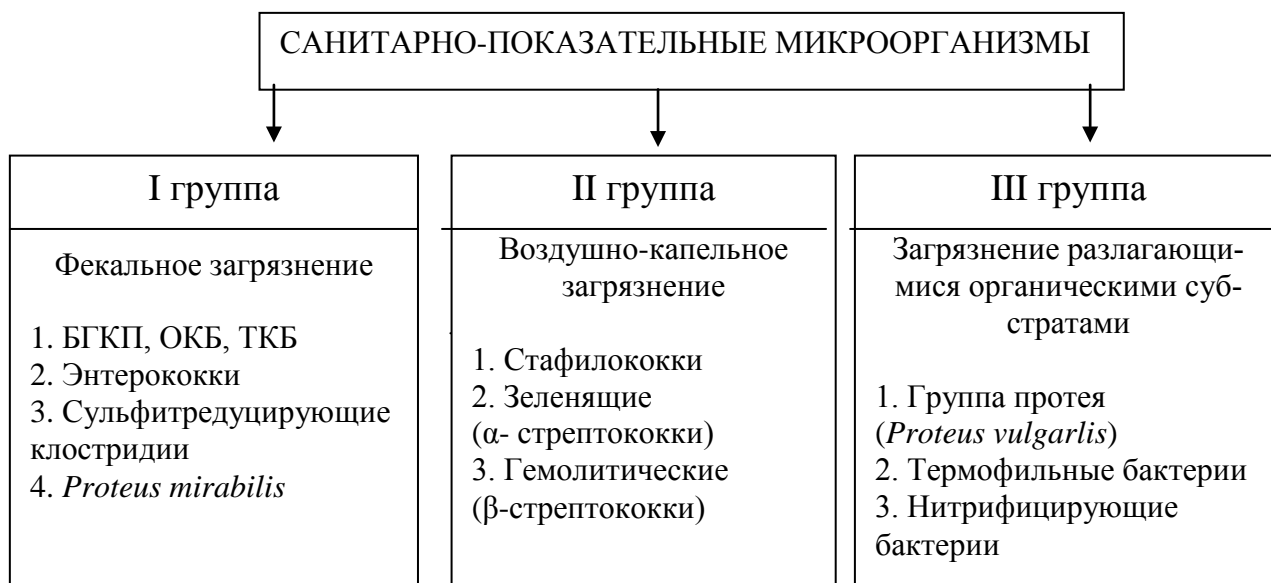 САНИТАРНО-ПОКАЗАТЕЛЬНЫЕ МИКРООРГАНИЗМЫ
I группа
Фекальное загрязнение
1. БГКП, ОКБ, ТКБ
2. Энтерококки
3. Сульфитредуцирующие
клостридии
4. Proteus mirabilis
II группа
Воздушно-капельное
загрязнение
1. Стафилококки
2. Зеленящие
(α- стрептококки)
3. Гемолитические
(β-стрептококки)
III группа
Загрязнение разлагающи-
мися органическими суб-
стратами
1. Группа протея
(Proteus vulgarlis)
2. Термофильные бактерии
3. Нитрифицирующие
бактерии